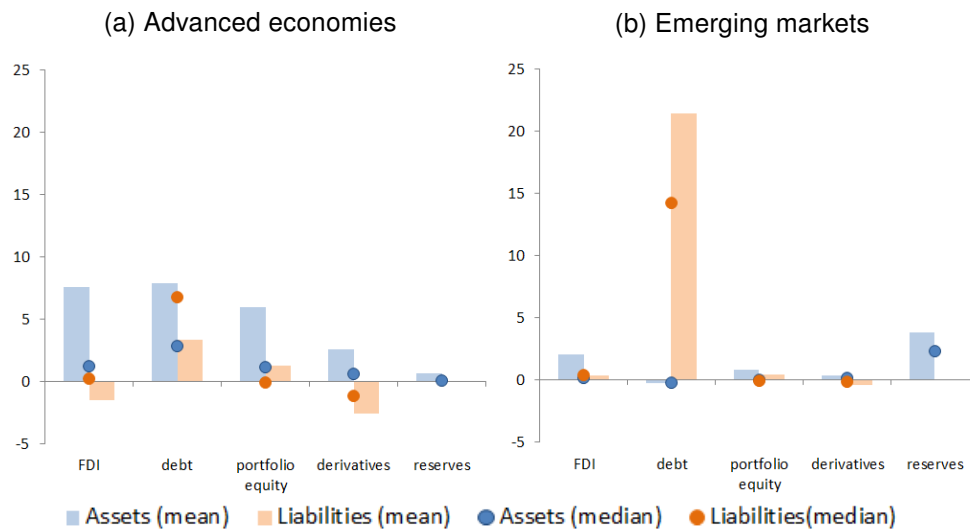 (a) Advanced economies
25
20
15
10
5
0
-5
FDI
debt
portfolio
equity
derivatives
reserves
(b) Emerging markets
25
20
15
10
5
0
-5
FDI
debt
portfolio
equity
derivatives
reserves
Assets (mean) Liabilities (mean) Assets (median) Liabilities(median)